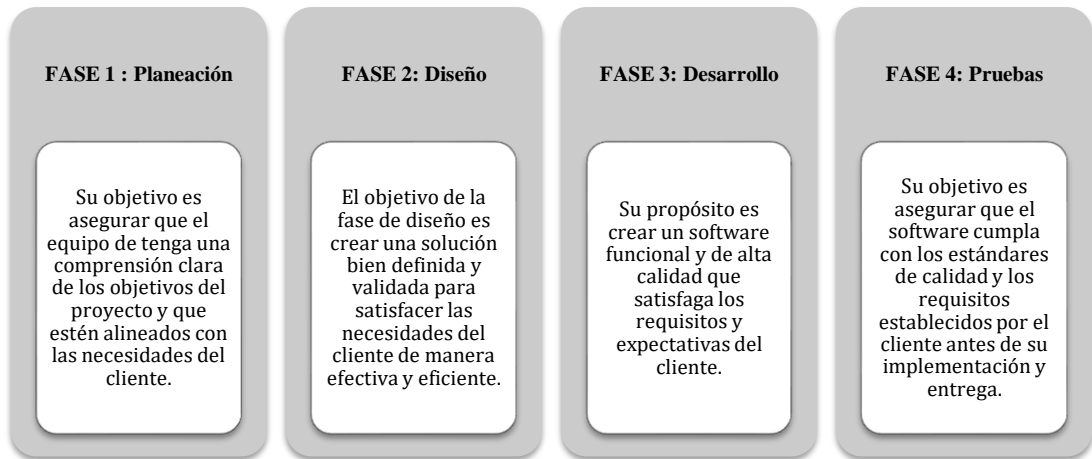 FASE 1 : Planeación
Su objetivo es
asegurar que el
equipo de tenga una
comprensión clara
de los objetivos del
proyecto y que
estén alineados con
las necesidades del
cliente.
FASE 2: Diseño
El objetivo de la
fase de diseño es
crear una solución
bien definida y
validada para
satisfacer las
necesidades del
cliente de manera
efectiva y eficiente.
FASE 3: Desarrollo
Su propósito es
crear un software
funcional y de alta
calidad que
satisfaga los
requisitos y
expectativas del
cliente.
FASE 4: Pruebas
Su objetivo es
asegurar que el
software cumpla
con los estándares
de calidad y los
requisitos
establecidos por el
cliente antes de su
implementación y
entrega.